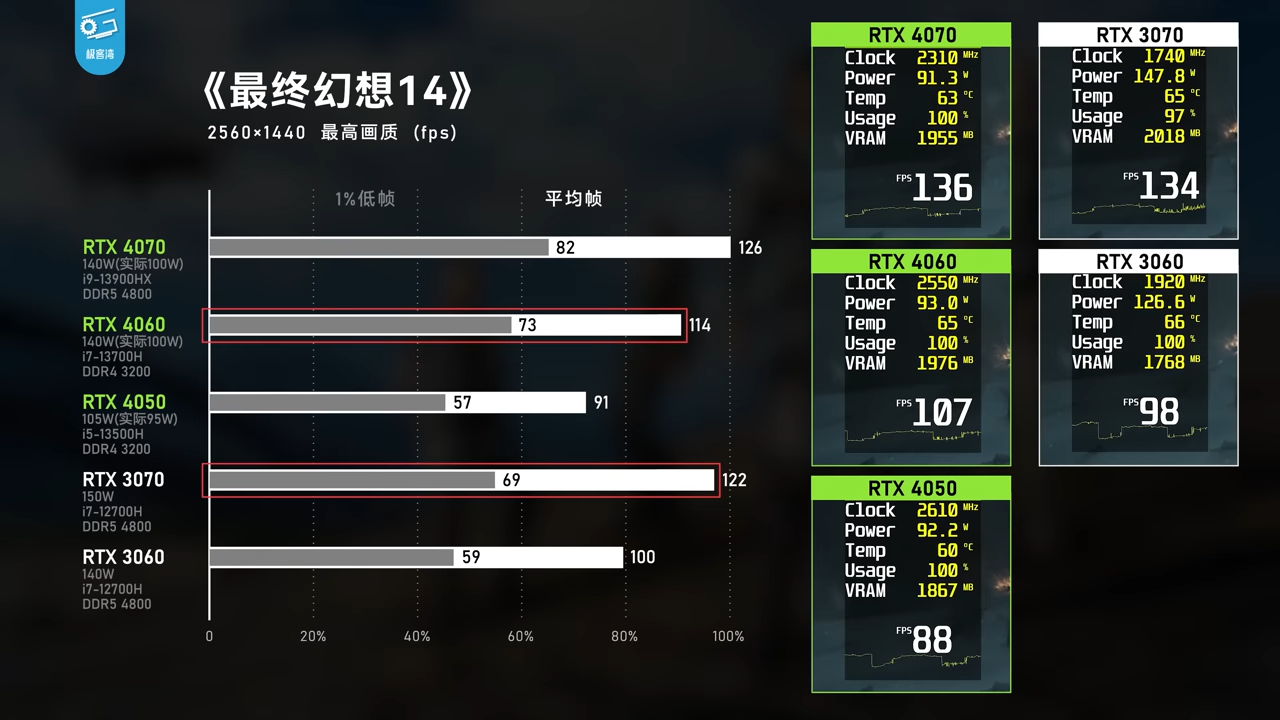 极客湾
《最终幻想14》
2560×1440 最高画质 (fps)
1%低帧 平均帧
RTX 4070
140W(实际100W)
i9-13900HX
DDR5 4800
82 126
RTX 4060
140W(实际100W)
i7-13700H
DDR4 3200
73 114
RTX 4050
105W(实际95W)
i5-13500H
DDR4 3200
57 91
RTX 3070
150W
i7-12700H
DDR5 4800
69 122
RTX 3060
140W
i7-12700H
DDR5 4800
59 100
0 20% 40% 60% 80% 100%
RTX 4070
Clock 2310 MHz
Power 91.3 W
Temp 63 °C
Usage 100 %
VRAM 1955 MB
FPS 136
RTX 3070
Clock 1740 MHz
Power 147.8 W
Temp 65 °C
Usage 97 %
VRAM 2018 MB
FPS 134
RTX 4060
Clock 2550 MHz
Power 93.0 W
Temp 65 °C
Usage 100 %
VRAM 1976 MB
FPS 107
RTX 3060
Clock 1920 MHz
Power 126.6 W
Temp 66 °C
Usage 100 %
VRAM 1768 MB
FPS 98
RTX 4050
Clock 2610 MHz
Power 92.2 W
Temp 60 °C
Usage 100 %
VRAM 1867 MB
FPS 88